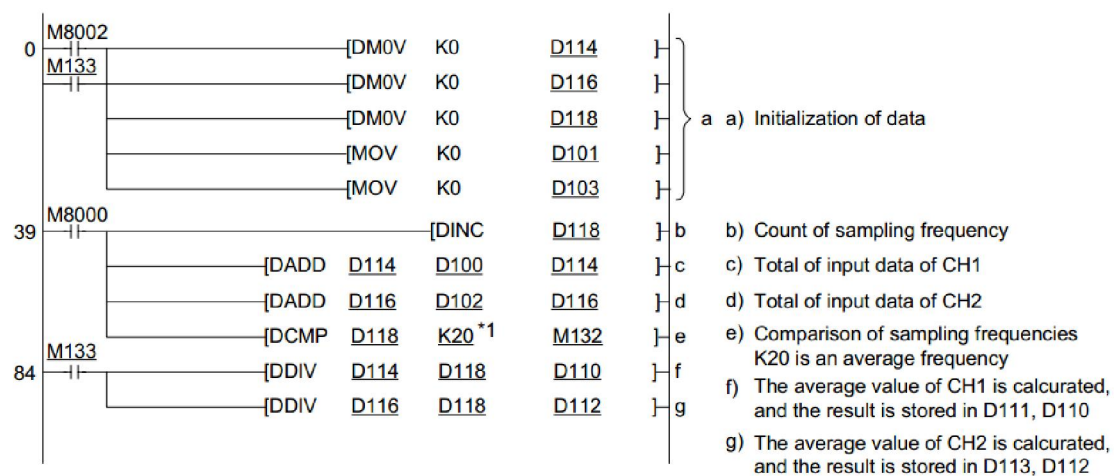 M8002
0 [DM0V K0 D114 ]
M133 [DM0V K0 D116 ]
[DM0V K0 D118 ] a a) Initialization of data
[MOV K0 D101 ]
[MOV K0 D103 ]
M8000
39 [DINC D118 ] b b) Count of sampling frequency
[DADD D114 D100 D114 ] c c) Total of input data of CH1
[DADD D116 D102 D116 ] d d) Total of input data of CH2
[DCMP D118 K20 *1 M132 ] e e) Comparison of sampling frequencies
K20 is an average frequency
M133
84 [DDIV D114 D118 D110 ] f f) The average value of CH1 is calcurated,
and the result is stored in D111, D110
[DDIV D116 D118 D112 ] g g) The average value of CH2 is calcurated,
and the result is stored in D113, D112